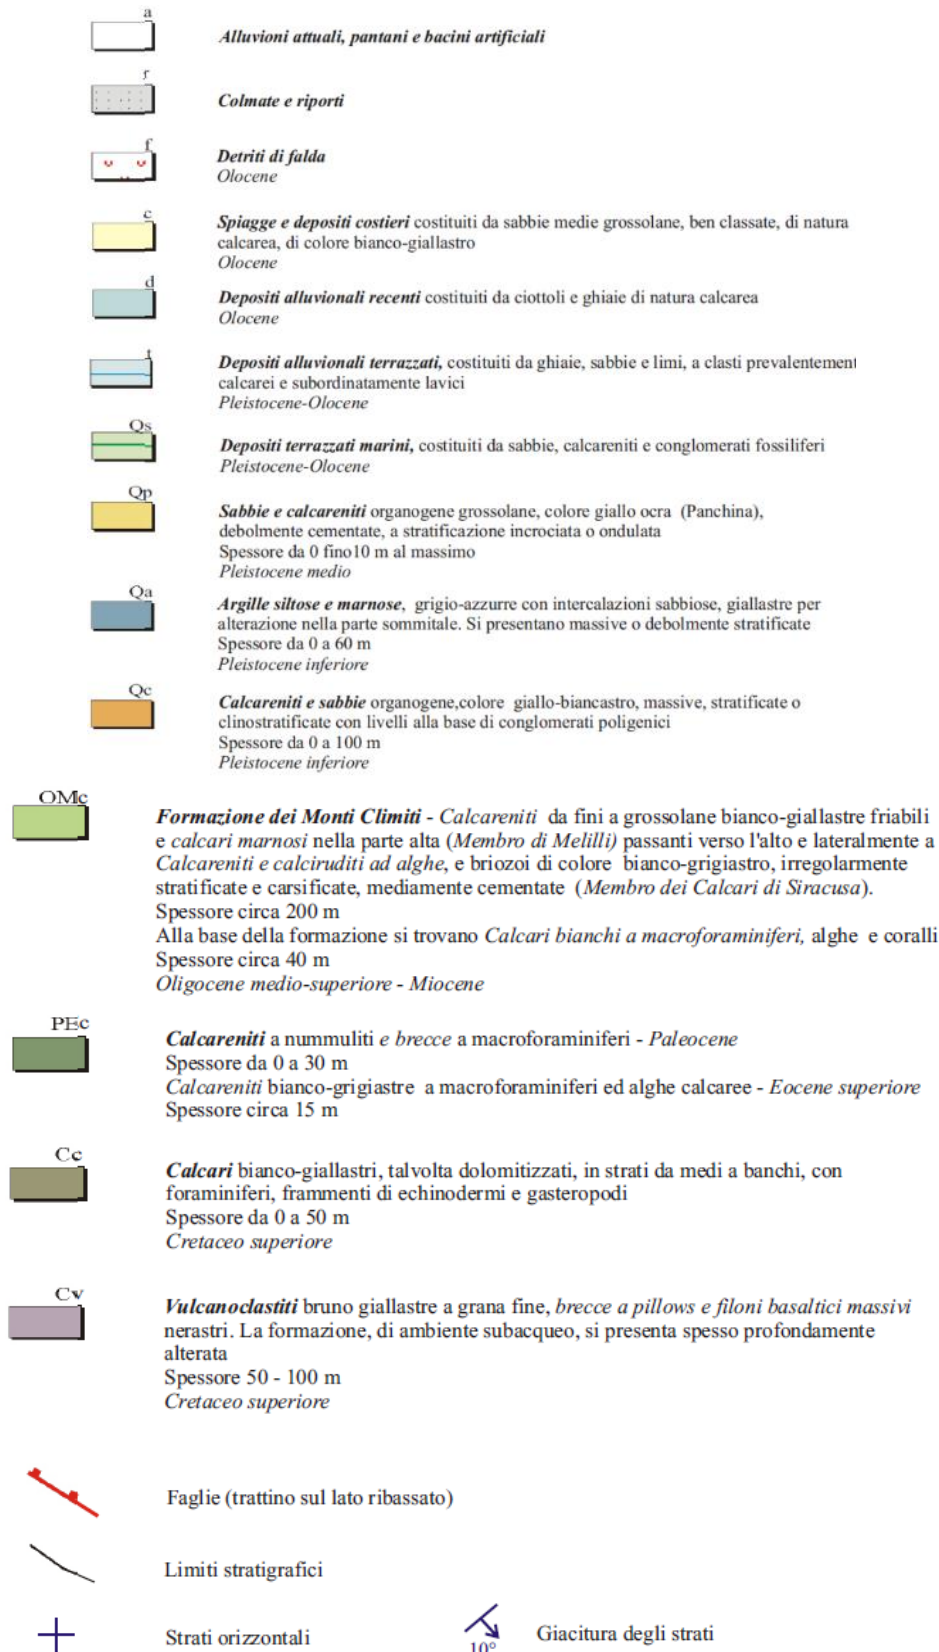 a
Alluvioni attuali, pantani e bacini artificiali
r
Colmate e riporti
f
Detriti di falda
Olocene
c
Spiagge e depositi costieri costituiti da sabbie medie grossolane, ben classate, di natura
calcarea, di colore bianco-giallastro
Olocene
d
Depositi alluvionali recenti costituiti da ciottoli e ghiaie di natura calcarea
Olocene
t
Depositi alluvionali terrazzati, costituiti da ghiaie, sabbie e limi, a clasti prevalentement
calcarei e subordinatamente lavici
Pleistocene-Olocene
Qs
Depositi terrazzati marini, costituiti da sabbie, calcareniti e conglomerati fossiliferi
Pleistocene-Olocene
Qp
Sabbie e calcareniti organogene grossolane, colore giallo ocra (Panchina),
debolmente cementate, a stratificazione incrociata o ondulata
Spessore da 0 fino10 m al massimo
Pleistocene medio
Qa
Argille siltose e marnose, grigio-azzurre con intercalazioni sabbiose, giallastre per
alterazione nella parte sommitale. Si presentano massive o debolmente stratificate
Spessore da 0 a 60 m
Pleistocene inferiore
Qc
Calcareniti e sabbie organogene,colore giallo-biancastro, massive, stratificate o
clinostratificate con livelli alla base di conglomerati poligenici
Spessore da 0 a 100 m
Pleistocene inferiore
OMc
Formazione dei Monti Climiti - Calcareniti da fini a grossolane bianco-giallastre friabili
e calcari marnosi nella parte alta (Membro di Melilli) passanti verso l'alto e lateralmente a
Calcareniti e calciruditi ad alghe, e briozoi di colore bianco-grigiastro, irregolarmente
stratificate e carsificate, mediamente cementate (Membro dei Calcari di Siracusa).
Spessore circa 200 m
Alla base della formazione si trovano Calcari bianchi a macroforaminiferi, alghe e coralli
Spessore circa 40 m
Oligocene medio-superiore - Miocene
PEc
Calcareniti a nummuliti e brecce a macroforaminiferi - Paleocene
Spessore da 0 a 30 m
Calcareniti bianco-grigiastre a macroforaminiferi ed alghe calcaree - Eocene superiore
Spessore circa 15 m
Cc
Calcari bianco-giallastri, talvolta dolomitizzati, in strati da medi a banchi, con
foraminiferi, frammenti di echinodermi e gasteropodi
Spessore da 0 a 50 m
Cretaceo superiore
Cv
Vulcanoclastiti bruno giallastre a grana fine, brecce a pillows e filoni basaltici massivi
nerastri. La formazione, di ambiente subacqueo, si presenta spesso profondamente
alterata
Spessore 50 - 100 m
Cretaceo superiore
Faglie (trattino sul lato ribassato)
Limiti stratigrafici
Strati orizzontali
10°
Giacitura degli strati